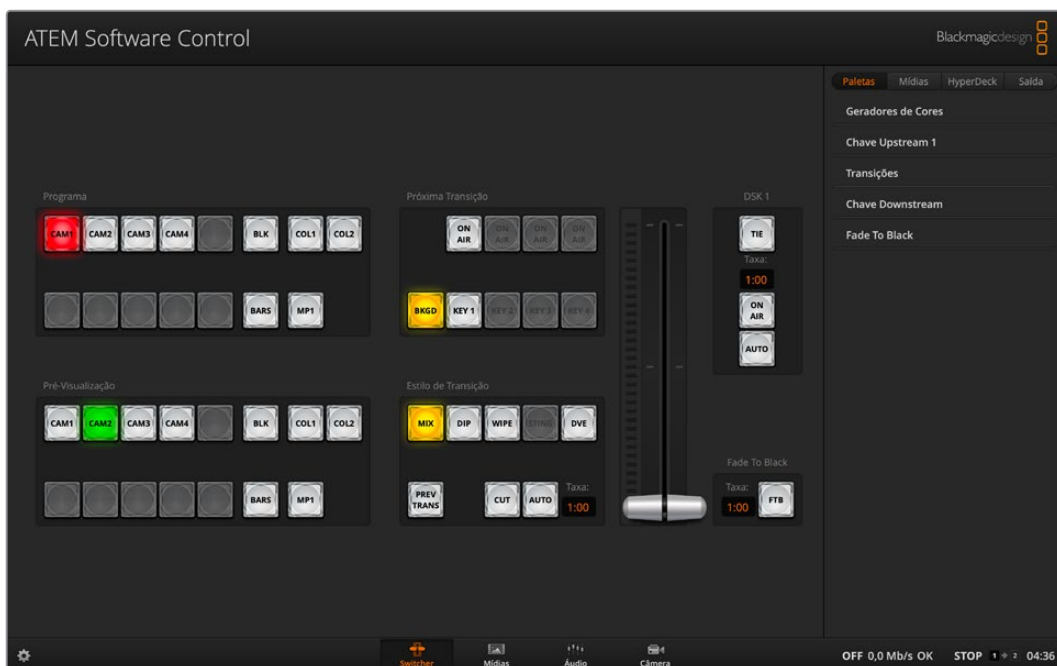 ATEM Software Control
Blackmagicdesign
Paletas Mídias HyperDeck Saída
Geradores de Cores
Chave Upstream 1
Transições
Chave Downstream
Fade To Black
Programa
CAM1 CAM2 CAM3 CAM4 BLK COL1 COL2
BARS MP1
Próxima Transição
ON AIR ON AIR ON AIR ON AIR
BKGD KEY 1 KEY 2 KEY 3 KEY 4
DSK 1
TIE
Taxa:
1:00
ON AIR
AUTO
Pré-Visualização
CAM1 CAM2 CAM3 CAM4 BLK COL1 COL2
BARS MP1
Estilo de Transição
MIX DIP WIPE STING DVE
PREV TRANS CUT AUTO Taxa: 1:00
Fade To Black
Taxa:
1:00 FTB
Switcher Mídias Áudio Câmera
OFF 0,0 Mb/s OK STOP 1 2 04:36